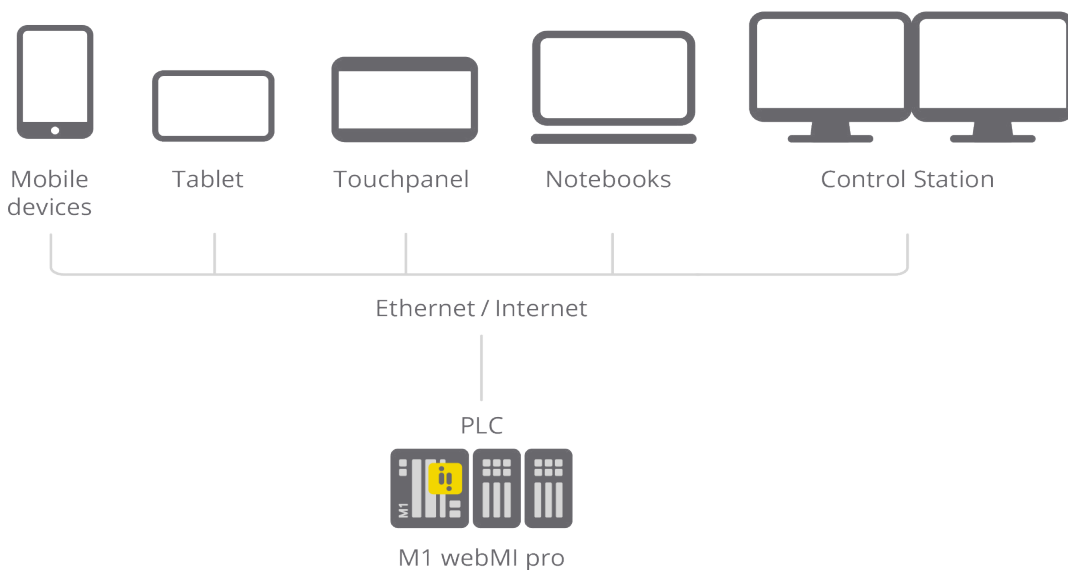 Mobile
devices
Tablet
Touchpanel
Notebooks
Control Station
Ethernet / Internet
PLC
M1
M1 webMI pro